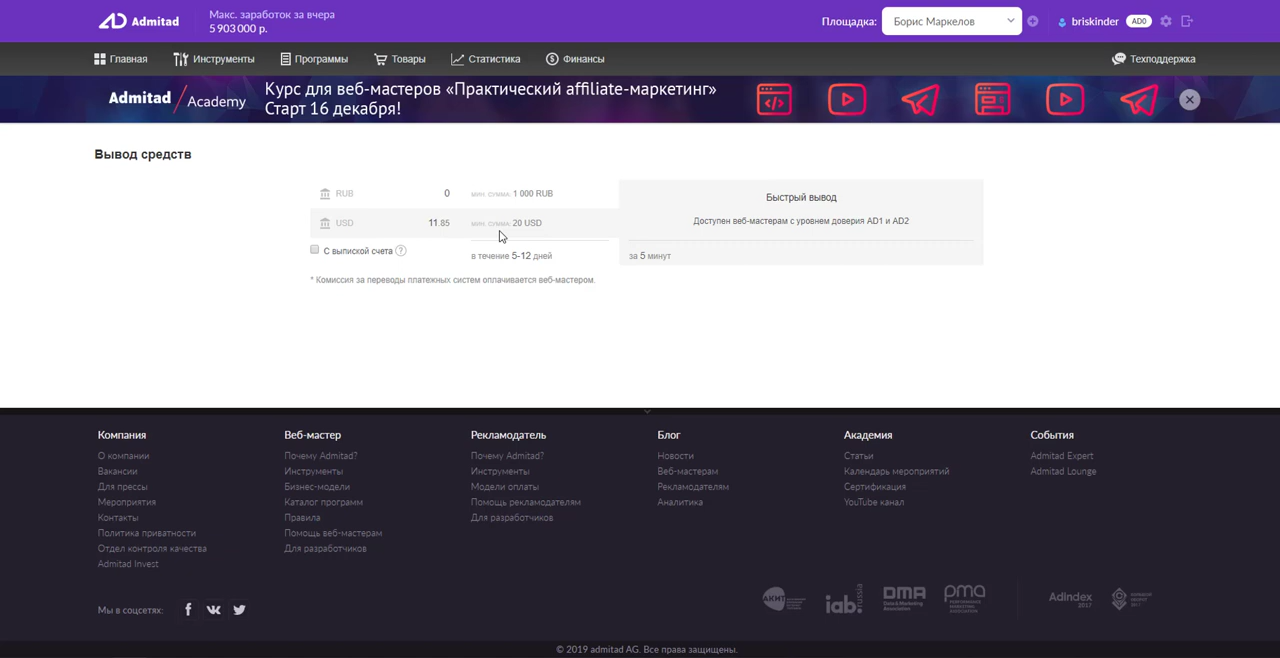 Admitad
Макс. заработок за вчера
5 903 000 р.
Площадка:
Борис Маркелов
briskinder
AD0
Главная
Инструменты
Программы
Товары
Статистика
Финансы
Техподдержка
Admitad / Academy
Курс для веб-мастеров «Практический affiliate-маркетинг»
Старт 16 декабря!
Вывод средств
RUB 0 МИН. СУММА: 1 000 RUB
USD 11.85 МИН. СУММА: 20 USD
С выпиской счета ?
в течение 5-12 дней
* Комиссия за переводы платежных систем оплачивается веб-мастером.
Быстрый вывод
Доступен веб-мастерам с уровнем доверия AD1 и AD2
за 5 минут
Компания
О компании
Вакансии
Для прессы
Мероприятия
Контакты
Политика приватности
Отдел контроля качества
Admitad Invest
Веб-мастер
Почему Admitad?
Инструменты
Бизнес-модели
Каталог программ
Правила
Помощь веб-мастерам
Для разработчиков
Рекламодатель
Почему Admitad?
Инструменты
Модели оплаты
Помощь рекламодателям
Для разработчиков
Блог
Новости
Веб-мастерам
Рекламодателям
Аналитика
Академия
Статьи
Календарь мероприятий
Сертификация
YouTube канал
События
Admitad Expert
Admitad Lounge
Мы в соцсетях:
АКИТ
iab.russia
DMA
pma
AdIndex
2017
© 2019 admitad AG. Все права защищены.